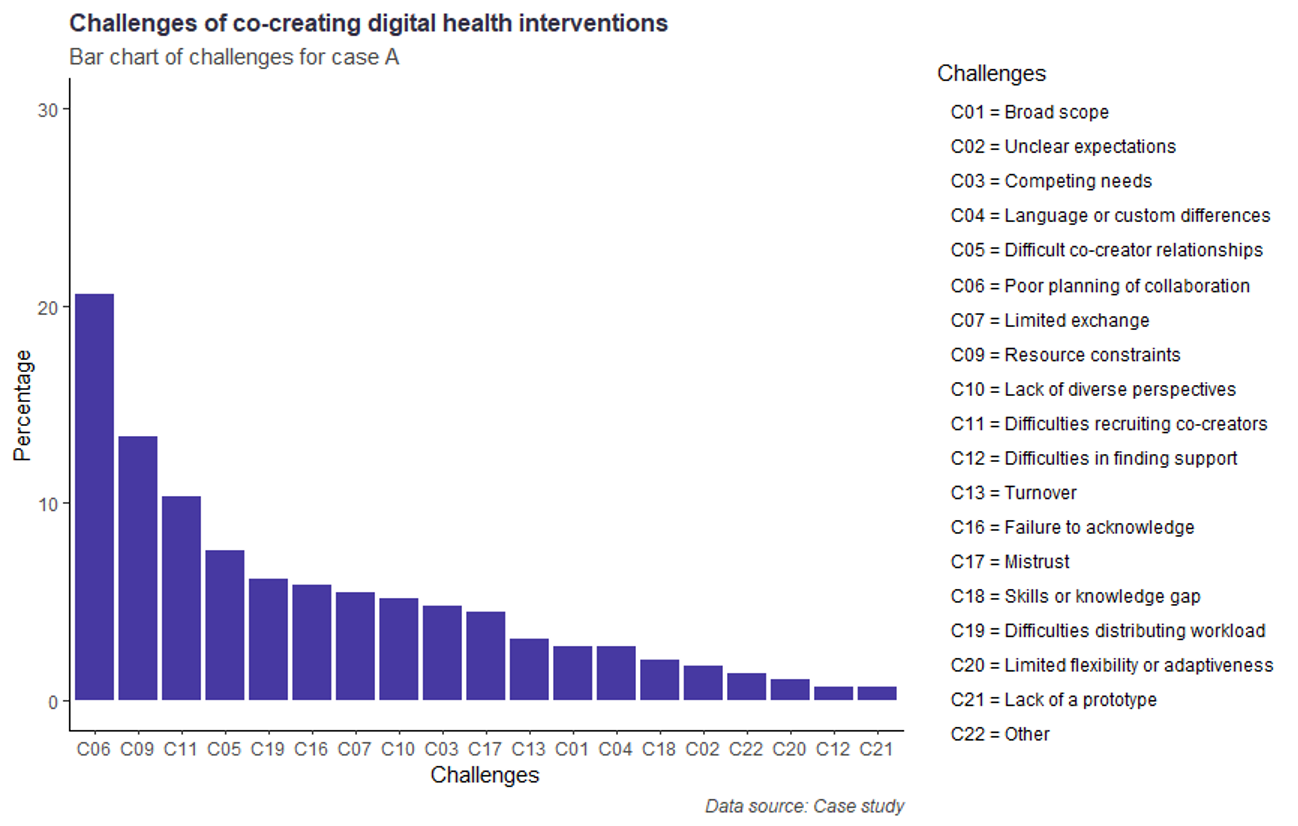 Challenges of co-creating digital health interventions
Bar chart of challenges for case A
Percentage
30
20
10
0
C06 C09 C11 C05 C19 C16 C07 C10 C03 C17 C13 C01 C04 C18 C02 C22 C20 C12 C21
Challenges
Data source: Case study
Challenges
C01 = Broad scope
C02 = Unclear expectations
C03 = Competing needs
C04 = Language or custom differences
C05 = Difficult co-creator relationships
C06 = Poor planning of collaboration
C07 = Limited exchange
C09 = Resource constraints
C10 = Lack of diverse perspectives
C11 = Difficulties recruiting co-creators
C12 = Difficulties in finding support
C13 = Turnover
C16 = Failure to acknowledge
C17 = Mistrust
C18 = Skills or knowledge gap
C19 = Difficulties distributing workload
C20 = Limited flexibility or adaptiveness
C21 = Lack of a prototype
C22 = Other